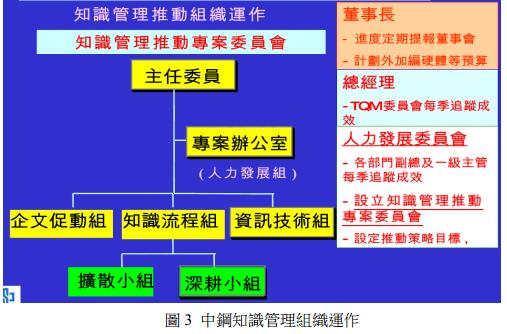 知識管理推動組織運作
知識管理推動專案委員會
主任委員
專案辦公室
(人力發展組)
企文促動組
知識流程組
資訊技術組
擴散小組
深耕小組
董事長
- 進度定期提報董事會
- 計劃外加編硬體等預算
總經理
-TQM委員會每季追蹤成
效
人力發展委員會
- 各部門副總及一級主管
每季追蹤成效
- 設立知識管理推動
專案委員會
- 設定推動策略目標，
圖 3 中鋼知識管理組織運作